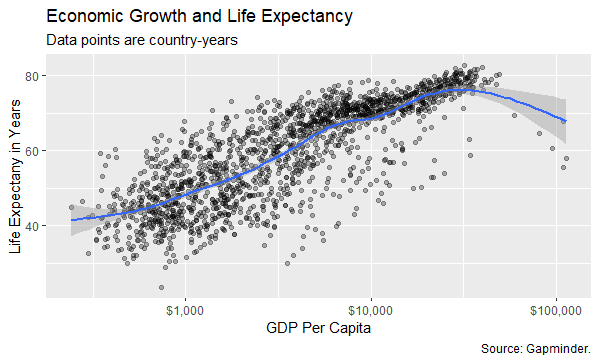 Economic Growth and Life Expectancy
Data points are country-years
80
60
40
Life Expectany in Years
$1,000
$10,000
$100,000
GDP Per Capita
Source: Gapminder.